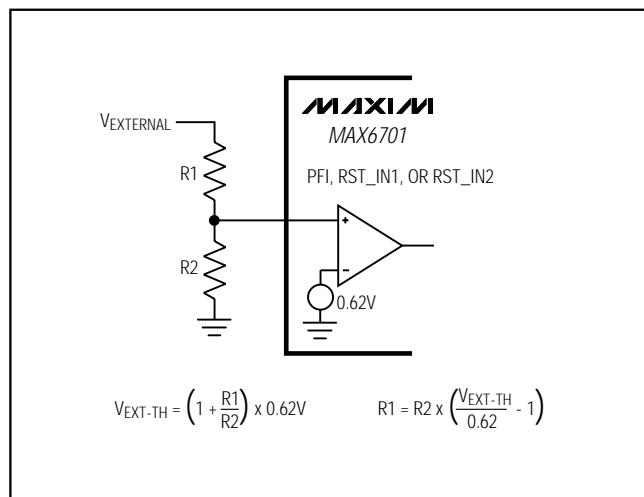 MAXIM
MAX6701
VEXTERNAL
R1
PFI, RST_IN1, OR RST_IN2
R2
+
-
0.62V
VEXT-TH = (1 + R1/R2) x 0.62V
R1 = R2 x (VEXT-TH/0.62 - 1)